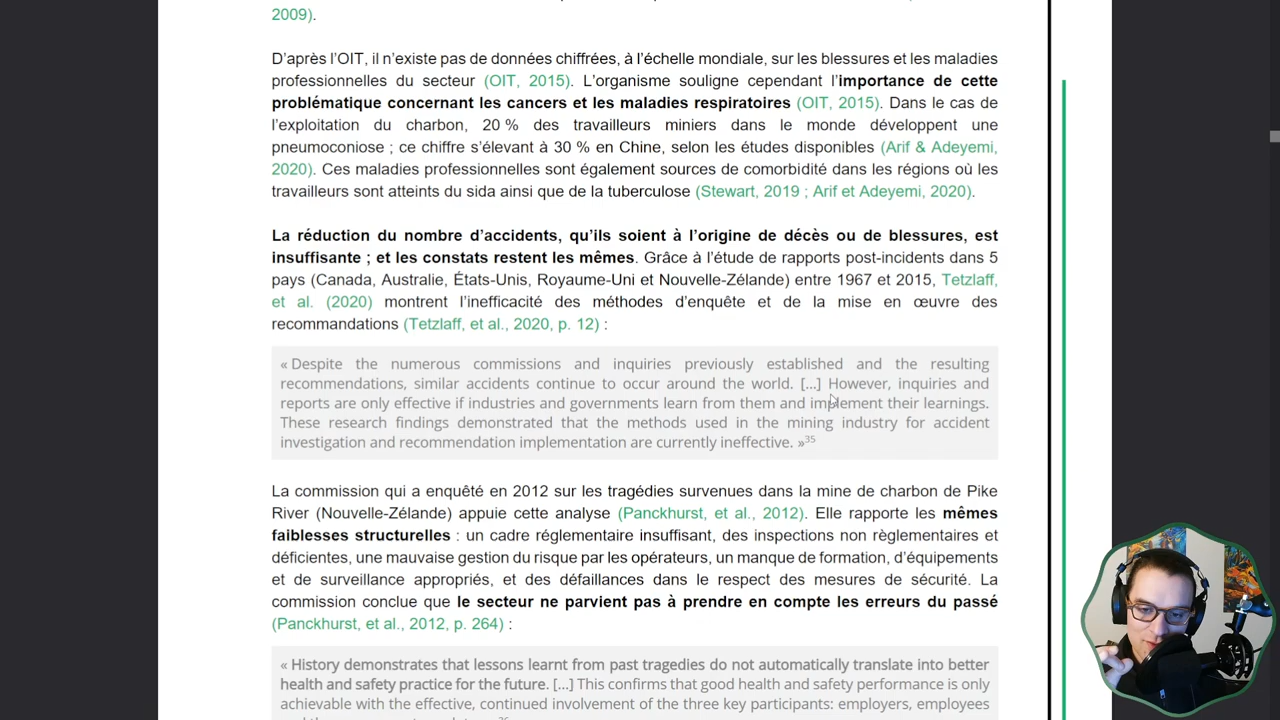 2009).
D’après l’OIT, il n’existe pas de données chiffrées, à l’échelle mondiale, sur les blessures et les maladies
professionnelles du secteur (OIT, 2015). L’organisme souligne cependant l’importance de cette
problématique concernant les cancers et les maladies respiratoires (OIT, 2015). Dans le cas de
l’exploitation du charbon, 20 % des travailleurs miniers dans le monde développent une
pneumoconiose ; ce chiffre s’élevant à 30 % en Chine, selon les études disponibles (Arif & Adeyemi,
2020). Ces maladies professionnelles sont également sources de comorbidité dans les régions où les
travailleurs sont atteints du sida ainsi que de la tuberculose (Stewart, 2019 ; Arif et Adeyemi, 2020).
La réduction du nombre d’accidents, qu’ils soient à l’origine de décès ou de blessures, est
insuffisante ; et les constats restent les mêmes. Grâce à l’étude de rapports post-incidents dans 5
pays (Canada, Australie, États-Unis, Royaume-Uni et Nouvelle-Zélande) entre 1967 et 2015, Tetzlaff,
et al. (2020) montrent l’inefficacité des méthodes d’enquête et de la mise en œuvre des
recommandations (Tetzlaff, et al., 2020, p. 12) :
« Despite the numerous commissions and inquiries previously established and the resulting
recommendations, similar accidents continue to occur around the world. [...] However, inquiries and
reports are only effective if industries and governments learn from them and implement their learnings.
These research findings demonstrated that the methods used in the mining industry for accident
investigation and recommendation implementation are currently ineffective. »35
La commission qui a enquêté en 2012 sur les tragédies survenues dans la mine de charbon de Pike
River (Nouvelle-Zélande) appuie cette analyse (Panckhurst, et al., 2012). Elle rapporte les mêmes
faiblesses structurelles : un cadre réglementaire insuffisant, des inspections non règlementaires et
déficientes, une mauvaise gestion du risque par les opérateurs, un manque de formation, d’équipements
et de surveillance appropriés, et des défaillances dans le respect des mesures de sécurité. La
commission conclue que le secteur ne parvient pas à prendre en compte les erreurs du passé
(Panckhurst, et al., 2012, p. 264) :
« History demonstrates that lessons learnt from past tragedies do not automatically translate into better
health and safety practice for the future. [...] This confirms that good health and safety performance is only
achievable with the effective, continued involvement of the three key participants: employers, employees